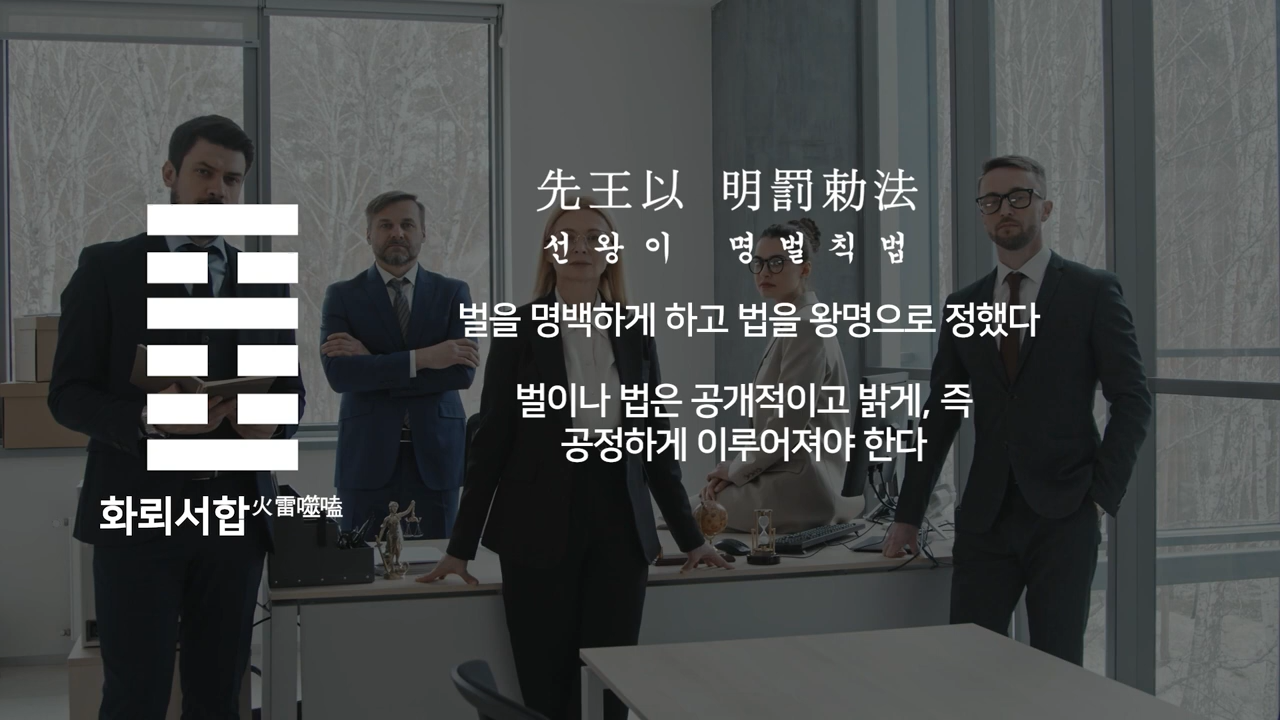 先王以 明罰勅法
선왕이 명벌칙법
벌을 명백하게 하고 법을 왕명으로 정했다
벌이나 법은 공개적이고 밝게, 즉
공정하게 이루어져야 한다
화뢰서합火雷噬嗑